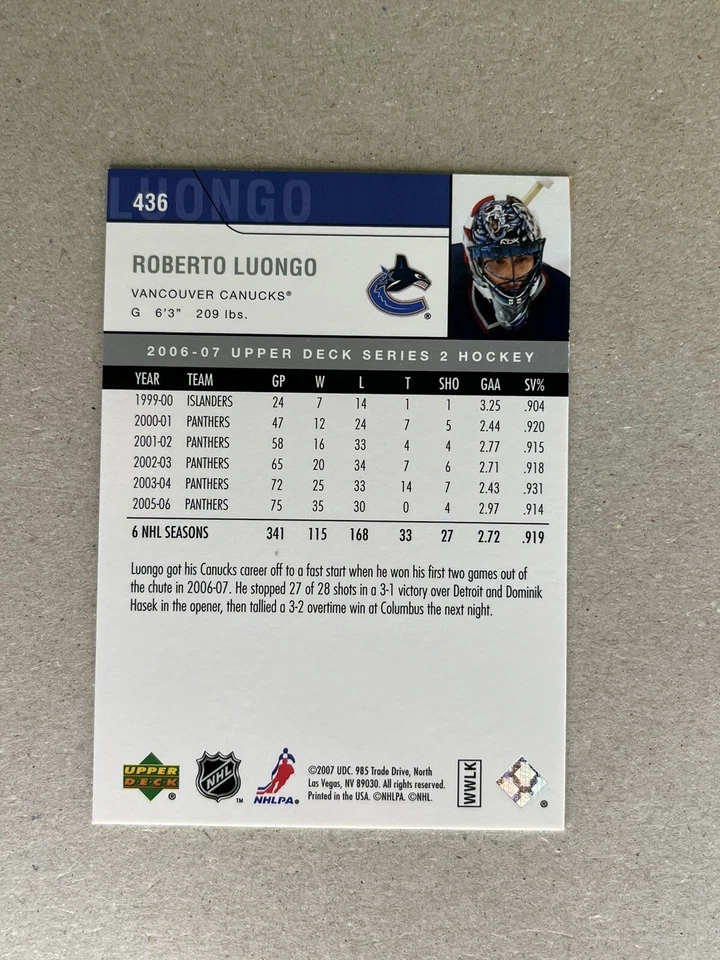 LUONGO
436
ROBERTO LUONGO
VANCOUVER CANUCKS®
G 6'3" 209 lbs.
RBK
®
2006-07 UPPER DECK SERIES 2 HOCKEY
YEAR TEAM GP W L T SHO GAA SV%
1999-00 ISLANDERS 24 7 14 1 1 3.25 .904
2000-01 PANTHERS 47 12 24 7 5 2.44 .920
2001-02 PANTHERS 58 16 33 4 4 2.77 .915
2002-03 PANTHERS 65 20 34 7 6 2.71 .918
2003-04 PANTHERS 72 25 33 14 7 2.43 .931
2005-06 PANTHERS 75 35 30 0 4 2.97 .914
6 NHL SEASONS 341 115 168 33 27 2.72 .919
Luongo got his Canucks career off to a fast start when he won his first two games out of
the chute in 2006-07. He stopped 27 of 28 shots in a 3-1 victory over Detroit and Dominik
Hasek in the opener, then tallied a 3-2 overtime win at Columbus the next night.
UPPER
DECK ®
NHL ™
NHLPA®
©2007 UDC. 985 Trade Drive, North
Las Vegas, NV 89030. All rights reserved.
Printed in the USA. ©NHLPA. ©NHL.
WWLK
®